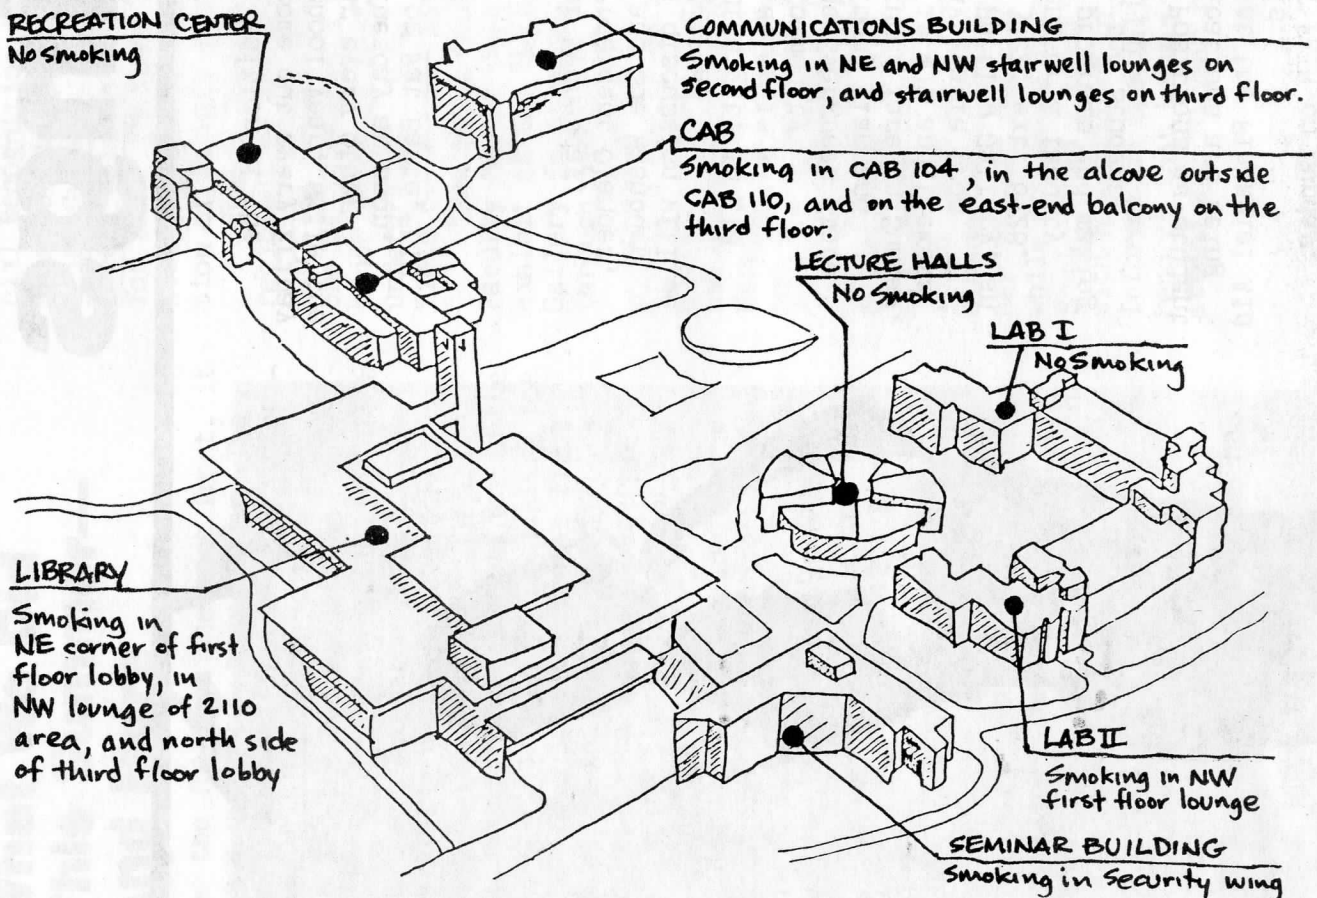 RECREATION CENTER
No Smoking
COMMUNICATIONS BUILDING
Smoking in NE and NW stairwell lounges on
second floor, and stairwell lounges on third floor.
CAB
Smoking in CAB 104, in the alcove outside
CAB 110, and on the east-end balcony on the
third floor.
LECTURE HALLS
No Smoking
LAB I
No Smoking
LIBRARY
Smoking in
NE corner of first
floor lobby, in
NW lounge of 2110
area, and north side
of third floor lobby
LAB II
Smoking in NW
first floor lounge
SEMINAR BUILDING
Smoking in Security wing